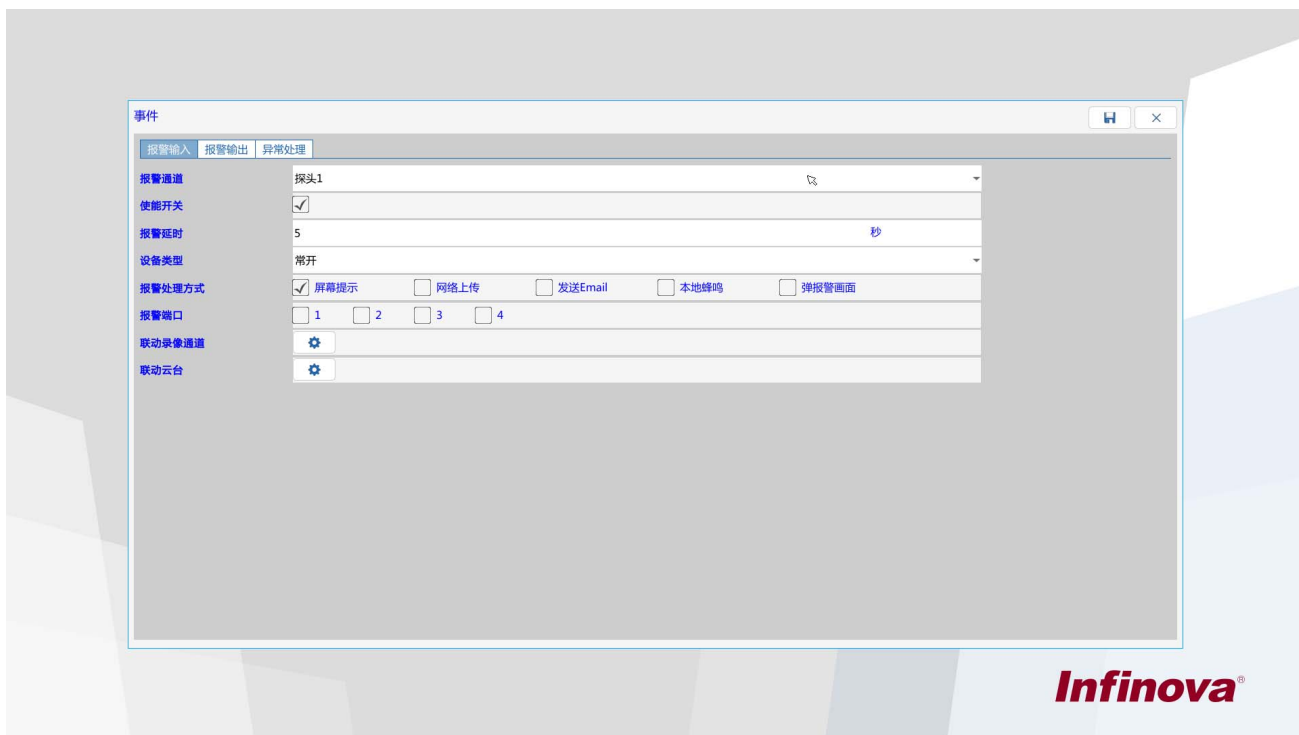 事件
报警输入 报警输出 异常处理
报警通道 探头1
使能开关
报警延时 5 秒
设备类型 常开
报警处理方式 屏幕提示 网络上传 发送Email 本地蜂鸣 弹报警画面
报警端口 1 2 3 4
联动录像通道
联动云台
Infinova®